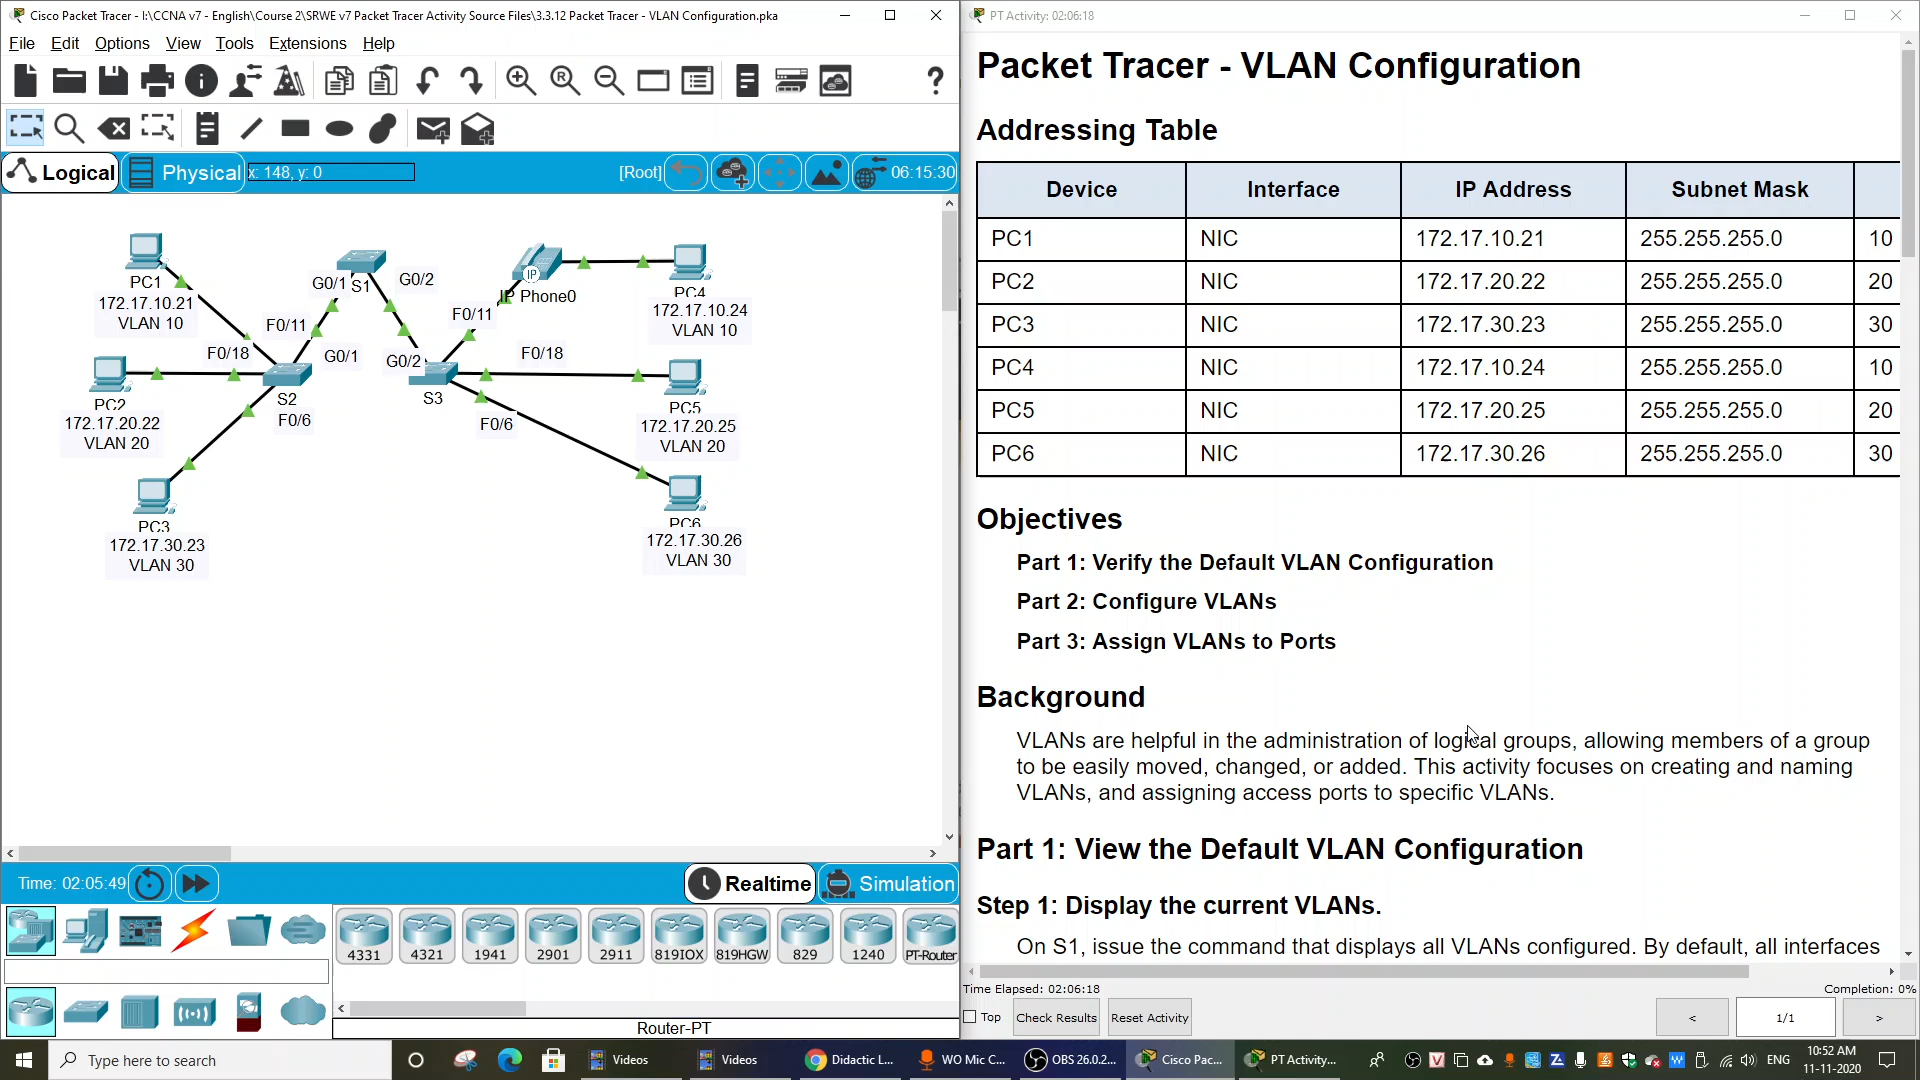 Cisco Packet Tracer - I:\CCNA v7 - English\Course 2\SRWE v7 Packet Tracer Activity Source Files\3.3.12 Packet Tracer - VLAN Configuration.pka
File Edit Options View Tools Extensions Help
Logical
Physical
x: 148, y: 0
[Root]
06:15:30
PC1
172.17.10.21
VLAN 10
G0/1
S1
G0/2
IP
IP Phone0
PC4
172.17.10.24
VLAN 10
F0/11
F0/11
F0/18
G0/1
G0/2
F0/18
PC2
172.17.20.22
VLAN 20
S2
F0/6
S3
F0/6
PC5
172.17.20.25
VLAN 20
PC3
172.17.30.23
VLAN 30
PC6
172.17.30.26
VLAN 30
Time: 02:05:49
Realtime
Simulation
4331
4321
1941
2901
2911
819IOX
819HGW
829
1240
PT-Router
Router-PT
PT Activity: 02:06:18
Packet Tracer - VLAN Configuration
Addressing Table
Device Interface IP Address Subnet Mask
PC1 NIC 172.17.10.21 255.255.255.0 10
PC2 NIC 172.17.20.22 255.255.255.0 20
PC3 NIC 172.17.30.23 255.255.255.0 30
PC4 NIC 172.17.10.24 255.255.255.0 10
PC5 NIC 172.17.20.25 255.255.255.0 20
PC6 NIC 172.17.30.26 255.255.255.0 30
Objectives
Part 1: Verify the Default VLAN Configuration
Part 2: Configure VLANs
Part 3: Assign VLANs to Ports
Background
VLANs are helpful in the administration of logical groups, allowing members of a group
to be easily moved, changed, or added. This activity focuses on creating and naming
VLANs, and assigning access ports to specific VLANs.
Part 1: View the Default VLAN Configuration
Step 1: Display the current VLANs.
On S1, issue the command that displays all VLANs configured. By default, all interfaces
Time Elapsed: 02:06:18
Completion: 0%
Top
Check Results
Reset Activity
<
1/1
>
Type here to search
Videos
Videos
Didactic L...
WO Mic C...
OBS 26.0.2...
Cisco Pac...
PT Activity...
ENG
10:52 AM
11-11-2020